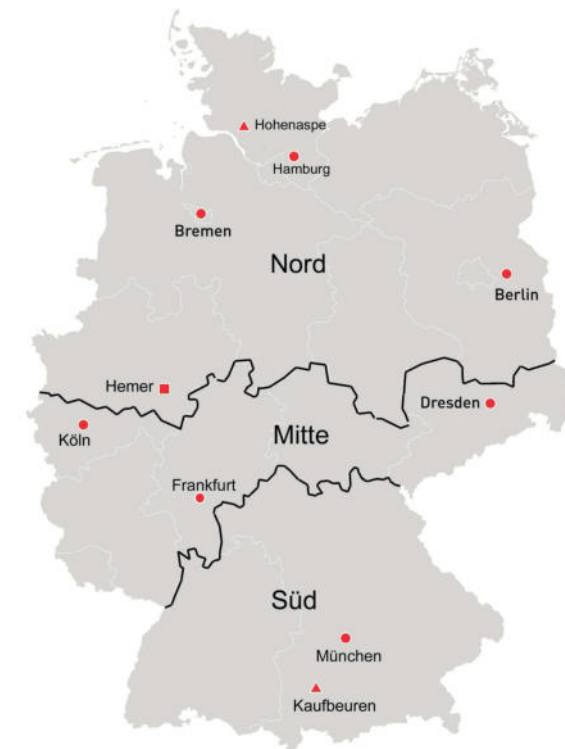 Hohenaspe
Hamburg
Bremen
Nord
Berlin
Hemer
Dresden
Köln
Mitte
Frankfurt
Süd
München
Kaufbeuren